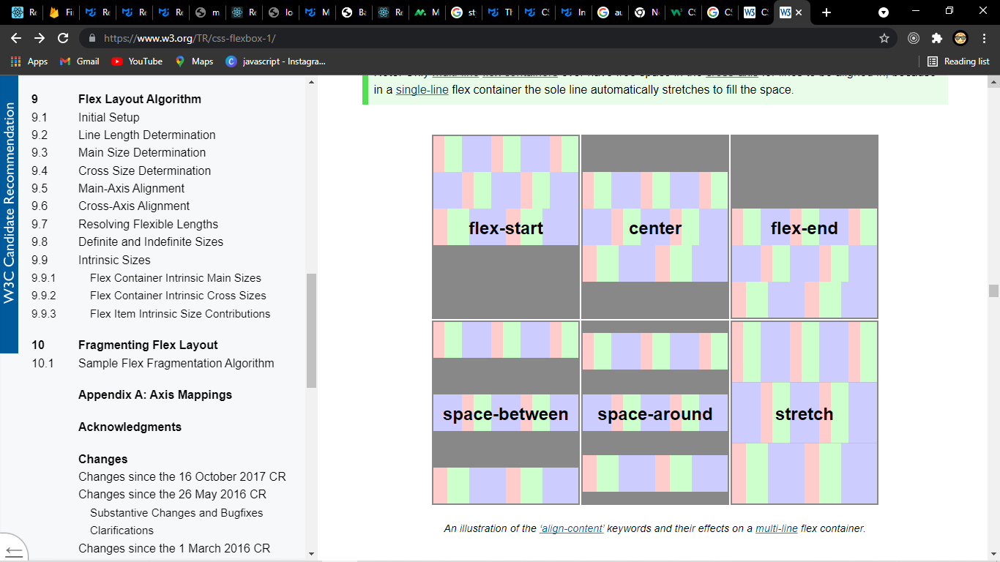 Re
Fi
Re
Re
Re
m
Re
lo
M
Ba
Re
M
sty
Th
CS
In
au
N
CS
CS
CS
https://www.w3.org/TR/css-flexbox-1/
Apps
Gmail
YouTube
Maps
javascript - Instagra...
Reading list
W3C Candidate Recommendation
9 Flex Layout Algorithm
9.1 Initial Setup
9.2 Line Length Determination
9.3 Main Size Determination
9.4 Cross Size Determination
9.5 Main-Axis Alignment
9.6 Cross-Axis Alignment
9.7 Resolving Flexible Lengths
9.8 Definite and Indefinite Sizes
9.9 Intrinsic Sizes
9.9.1 Flex Container Intrinsic Main Sizes
9.9.2 Flex Container Intrinsic Cross Sizes
9.9.3 Flex Item Intrinsic Size Contributions
10 Fragmenting Flex Layout
10.1 Sample Flex Fragmentation Algorithm
Appendix A: Axis Mappings
Acknowledgments
Changes
Changes since the 16 October 2017 CR
Changes since the 26 May 2016 CR
Substantive Changes and Bugfixes
Clarifications
Changes since the 1 March 2016 CR
in a single-line flex container the sole line automatically stretches to fill the space.
flex-start
center
flex-end
space-between
space-around
stretch
An illustration of the ‘align-content’ keywords and their effects on a multi-line flex container.